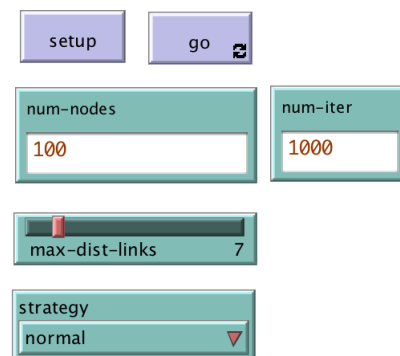 setup
go
num-nodes
100
num-iter
1000
max-dist-links 7
strategy
normal